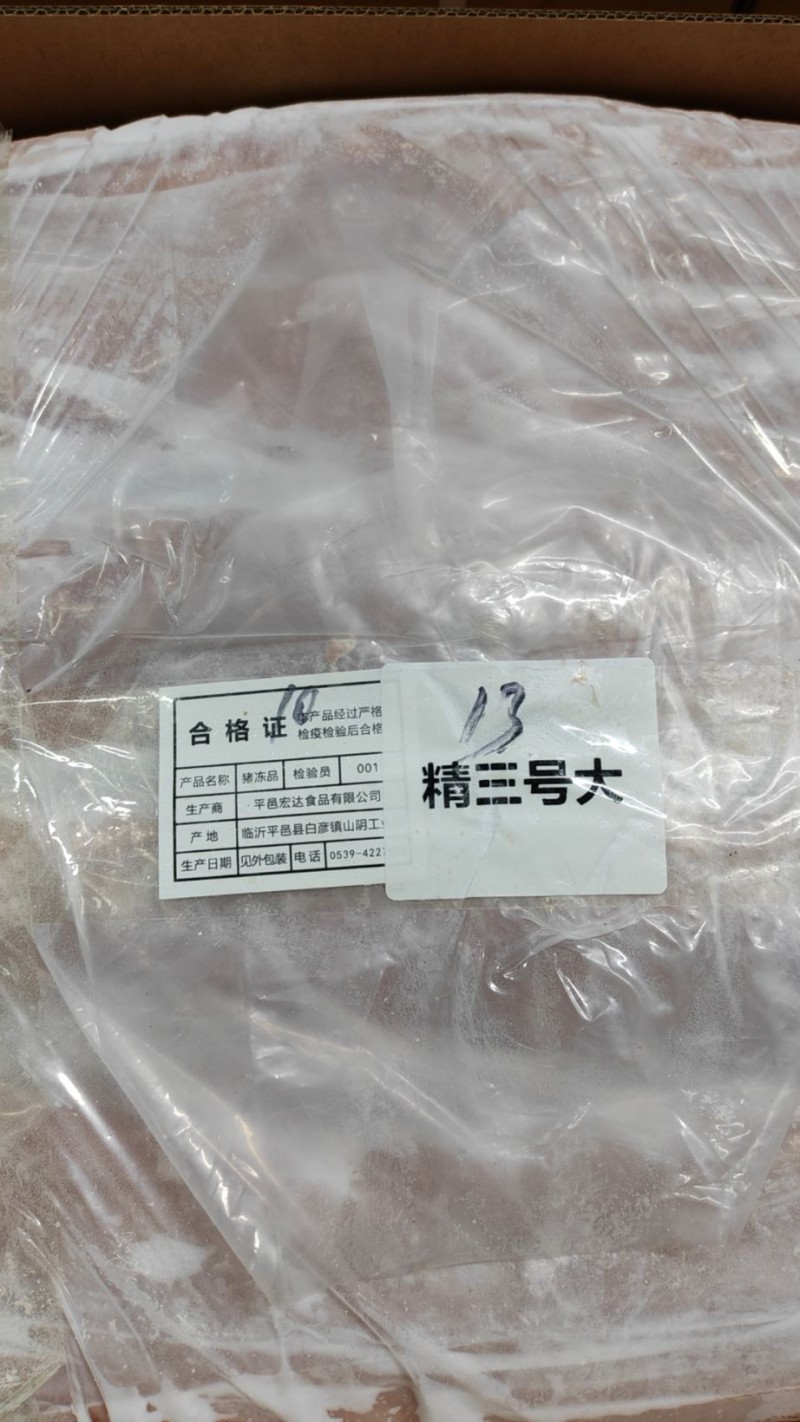 合格证 10 本产品经过严格
检疫检验后合格
产品名称 猪冻品 检验员 001
生产商 平邑宏达食品有限公司
产地 临沂平邑县白彦镇山阴工
生产日期 见外包装 电话 0539-422
13
精三号大